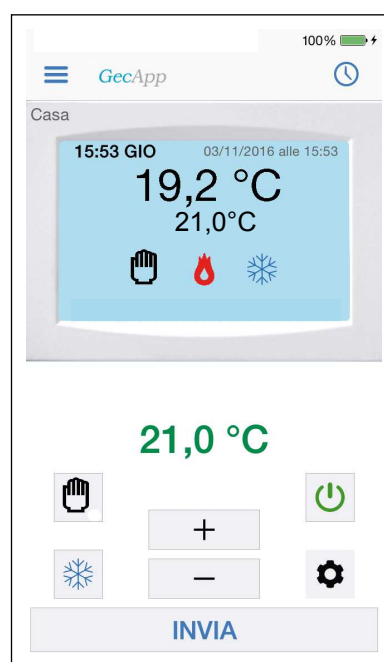 100%
GecApp
Casa
15:53 GIO 03/11/2016 alle 15:53
19,2 °C
21,0°C
21,0 °C
+
–
INVIA